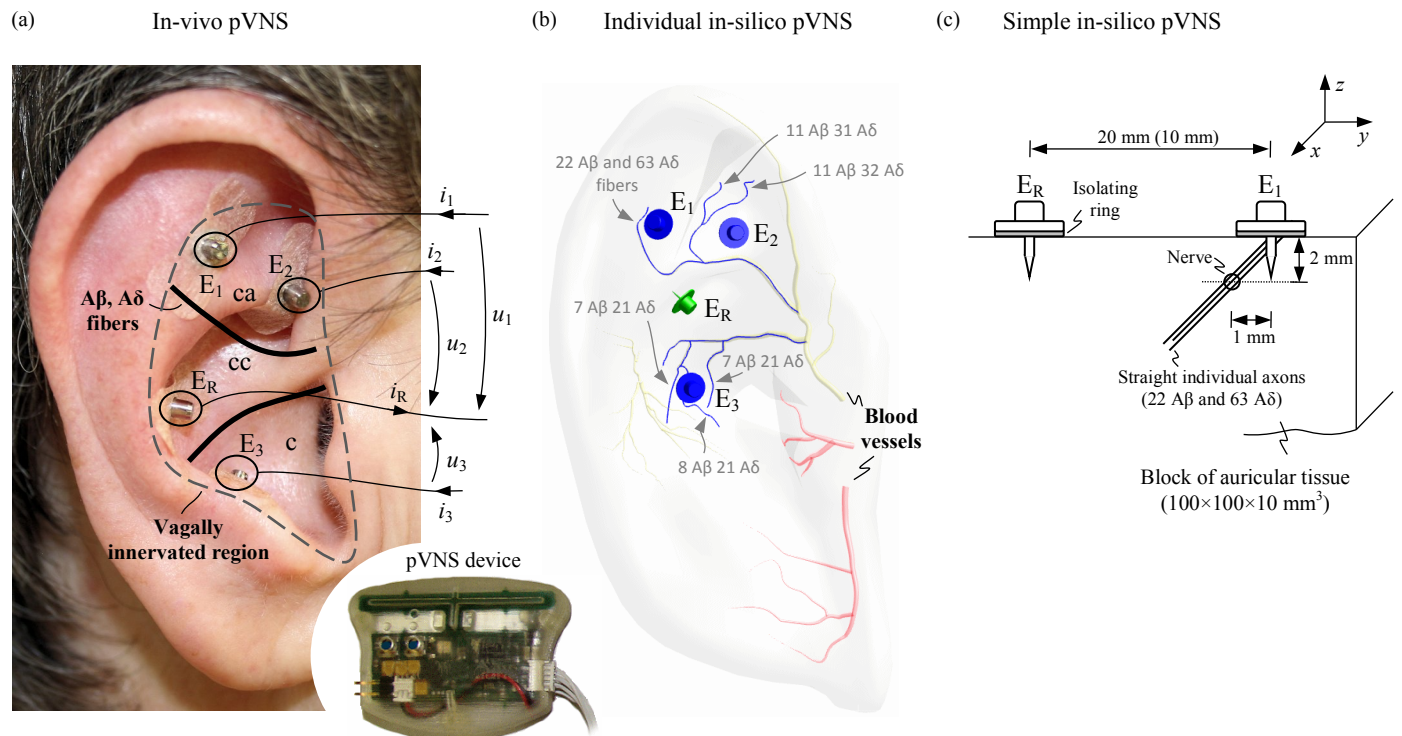 (a)
In-vivo pVNS
i1
E1
E2
i2
ca
Aβ, Aδ
fibers
u1
u2
cc
ER
iR
c
E3
u3
i3
Vagally
innervated region
pVNS device
(b)
Individual in-silico pVNS
11 Aβ 31 Aδ
22 Aβ and 63 Aδ
fibers
11 Aβ 32 Aδ
E1
E2
ER
7 Aβ 21 Aδ
7 Aβ 21 Aδ
E3
Blood
vessels
8 Aβ 21 Aδ
(c)
Simple in-silico pVNS
z
y
x
20 mm (10 mm)
ER
Isolating
ring
E1
Nerve
2 mm
1 mm
Straight individual axons
(22 Aβ and 63 Aδ)
Block of auricular tissue
(100×100×10 mm³)